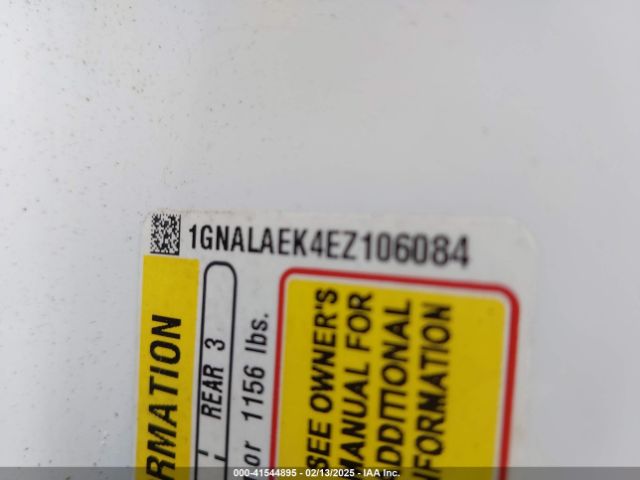 1GNALAEK4EZ106084
RMATION
REAR 3
or 1156 lbs.
SEE OWNER'S
MANUAL FOR
ADDITIONAL
INFORMATION
000-41544895 - 02/13/2025 - IAA Inc.